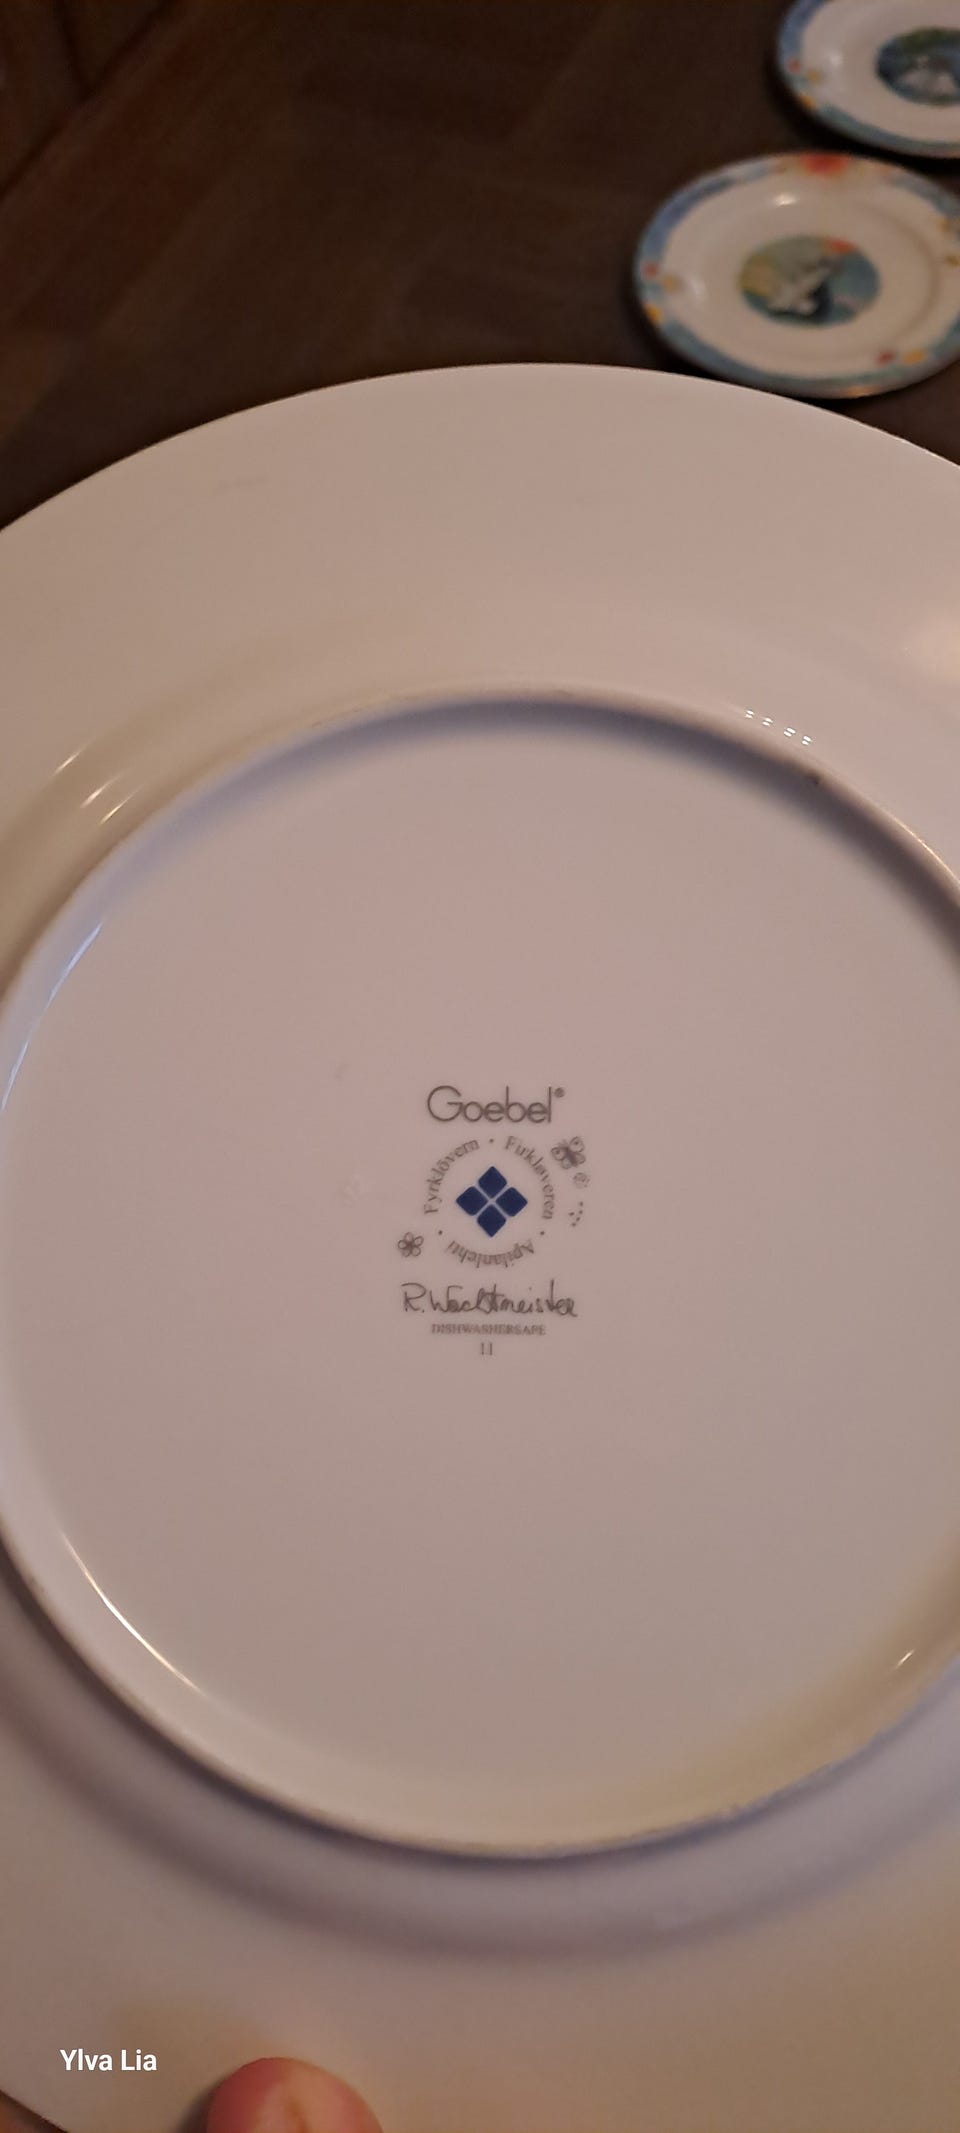 Goebel®
Fyrklövern · Firkløveren · Apilanlehti ·
R. Wachtmeister
DISHWASHERSAFE
11
Ylva Lia